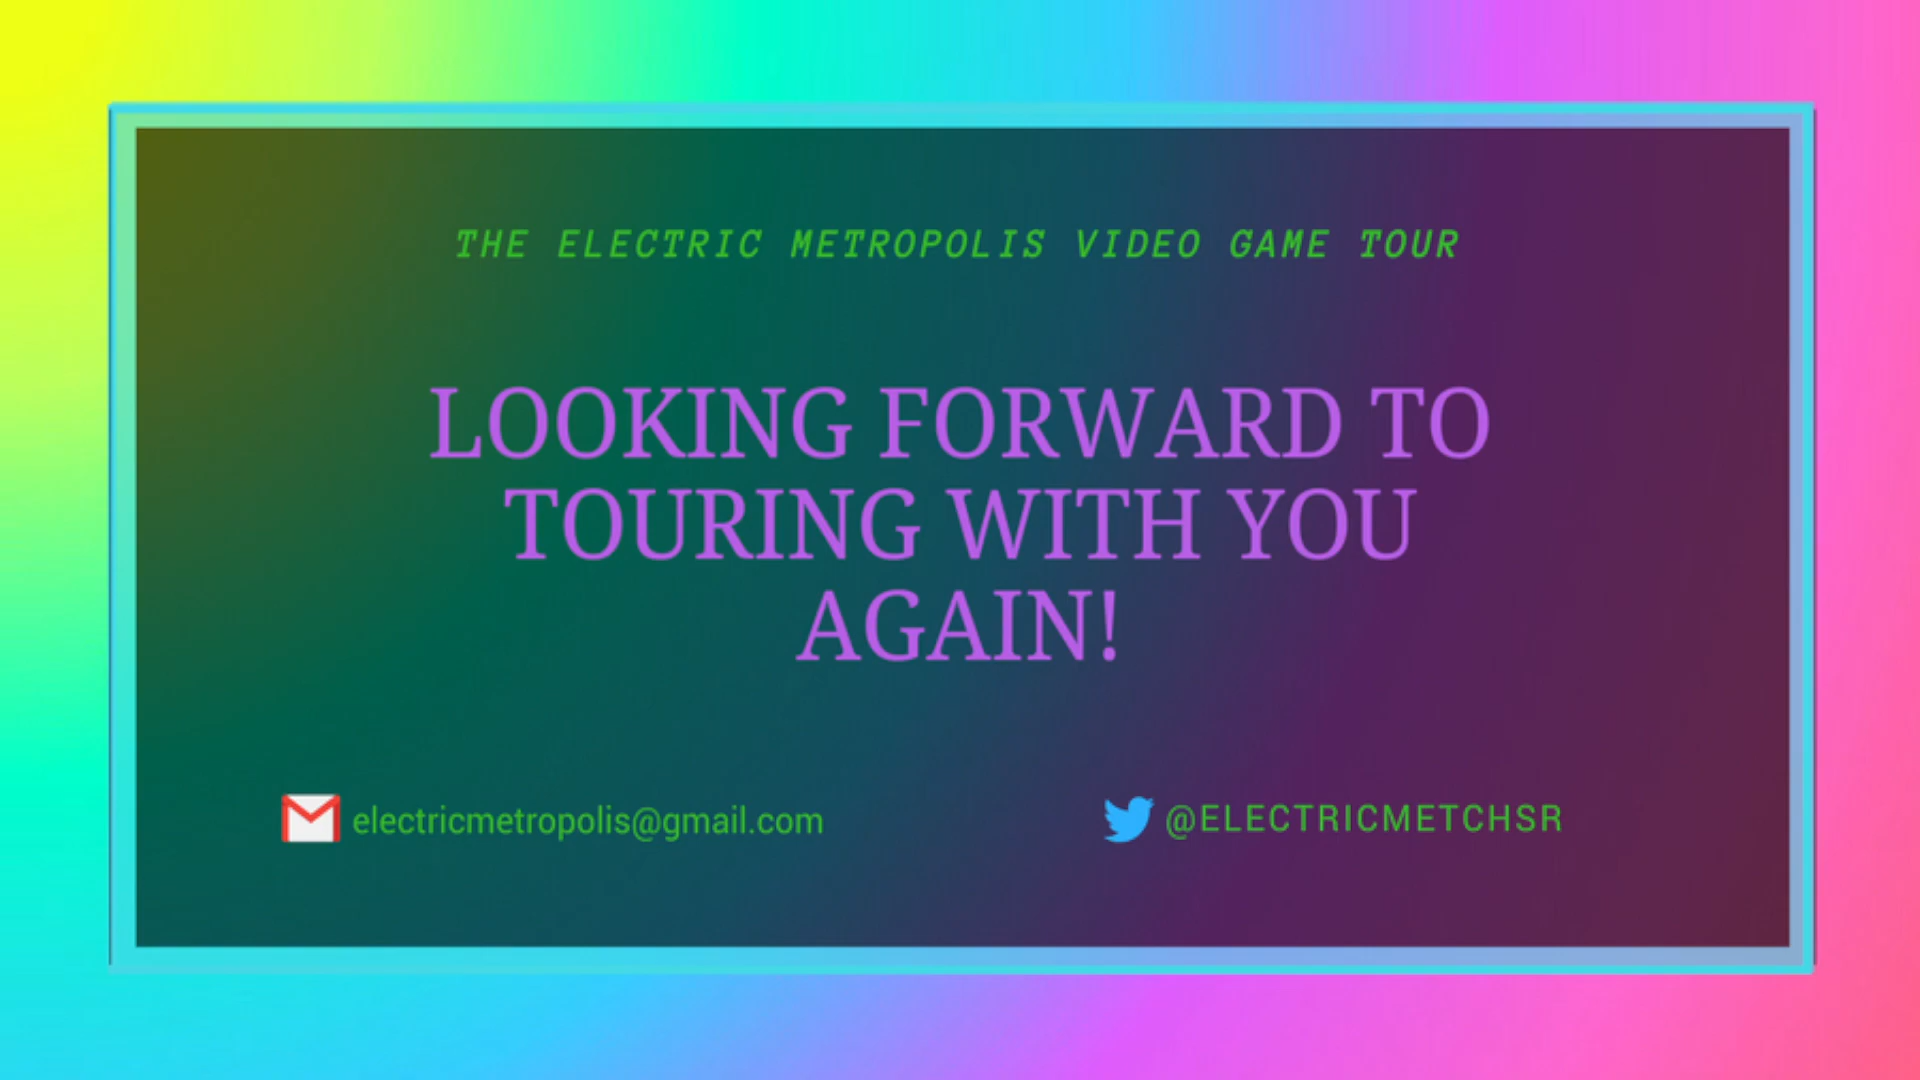 THE ELECTRIC METROPOLIS VIDEO GAME TOUR
LOOKING FORWARD TO
TOURING WITH YOU
AGAIN!
electricmetropolis@gmail.com
@ELECTRICMETCHSR